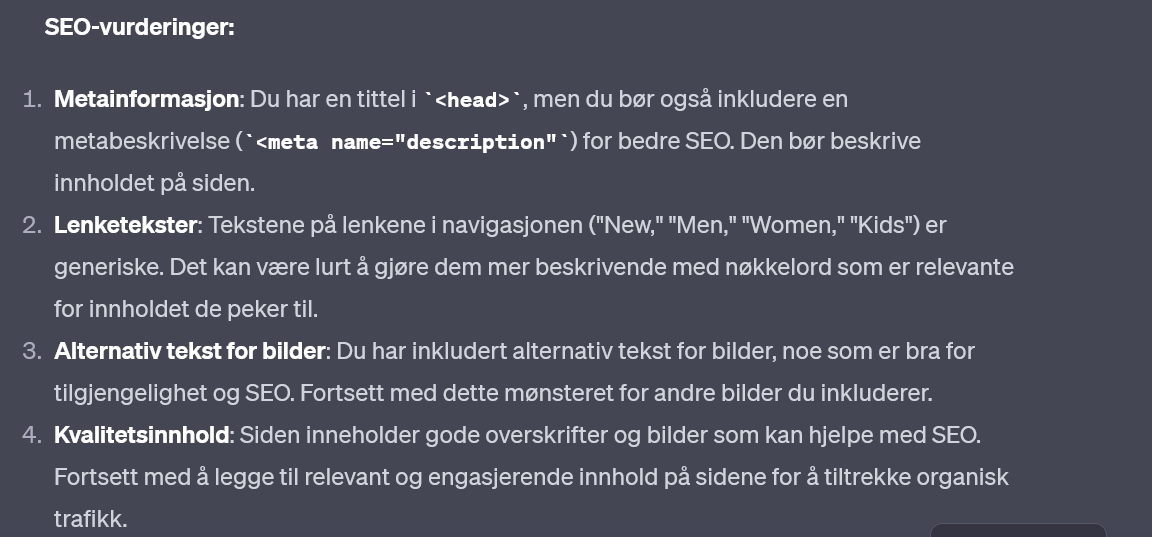 SEO-vurderinger:
1. Metainformasjon: Du har en tittel i `<head>`, men du bør også inkludere en
metabeskrivelse (`<meta name="description"`) for bedre SEO. Den bør beskrive
innholdet på siden.
2. Lenketekster: Tekstene på lenkene i navigasjonen ("New," "Men," "Women," "Kids") er
generiske. Det kan være lurt å gjøre dem mer beskrivende med nøkkelord som er relevante
for innholdet de peker til.
3. Alternativ tekst for bilder: Du har inkludert alternativ tekst for bilder, noe som er bra for
tilgjengelighet og SEO. Fortsett med dette mønsteret for andre bilder du inkluderer.
4. Kvalitetsinnhold: Siden inneholder gode overskrifter og bilder som kan hjelpe med SEO.
Fortsett med å legge til relevant og engasjerende innhold på sidene for å tiltrekke organisk
trafikk.